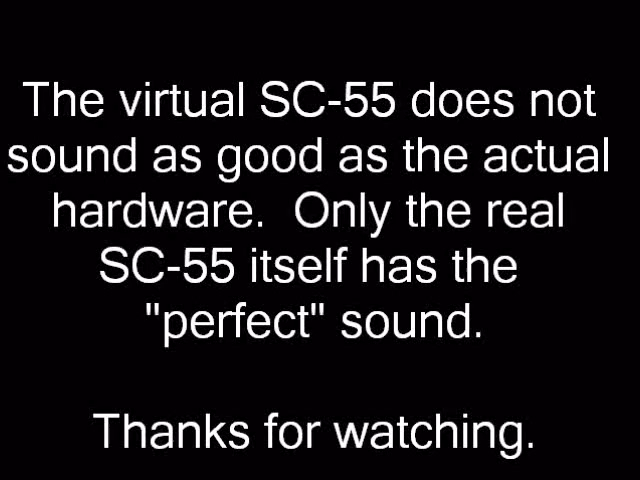 The virtual SC-55 does not
sound as good as the actual
hardware.  Only the real
SC-55 itself has the
"perfect" sound.
Thanks for watching.